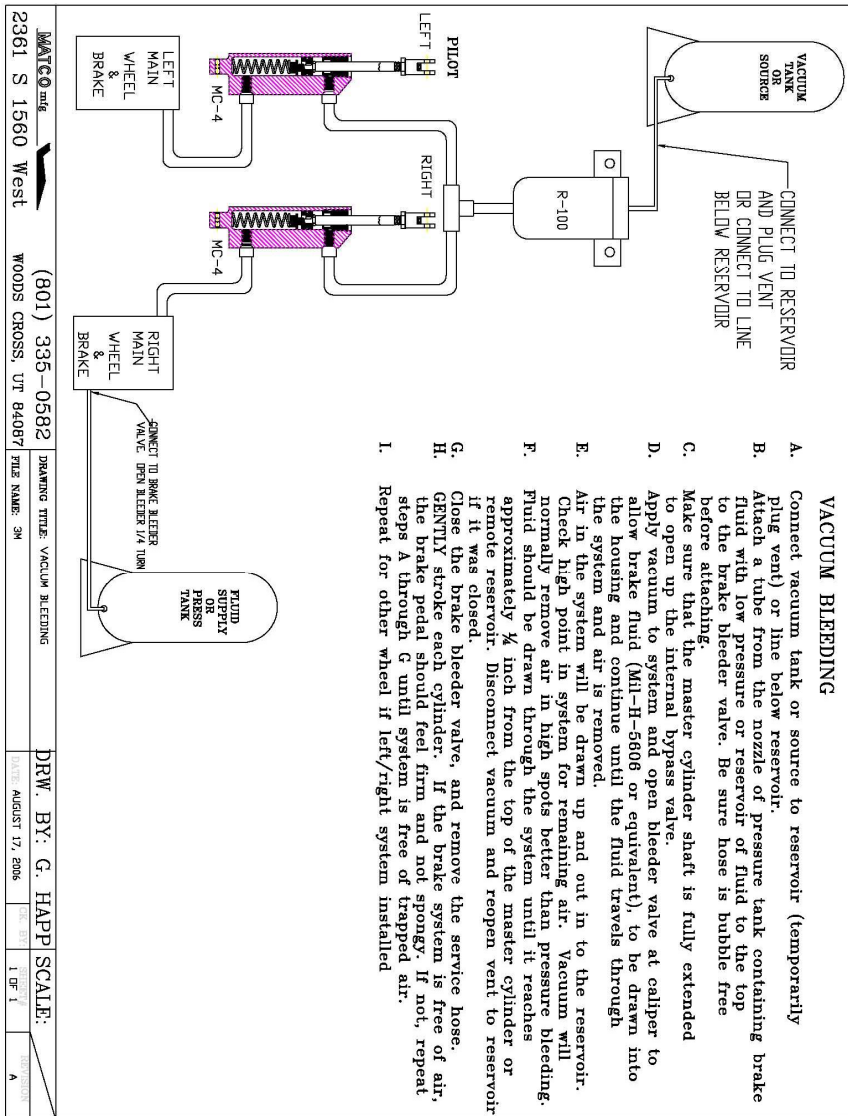 VACUUM
TANK
OR
SOURCE
CONNECT TO RESERVOIR
AND PLUG VENT
OR CONNECT TO LINE
BELOW RESERVOIR
R-100
PILOT
LEFT
RIGHT
MC-4
MC-4
LEFT
MAIN
WHEEL
&
BRAKE
RIGHT
MAIN
WHEEL
&
BRAKE
CONNECT TO BRAKE BLEEDER
VALVE OPEN BLEEDER 1/4 TURN
FLUID
SUPPLY
OR
PRESS
TANK
VACUUM BLEEDING
A. Connect vacuum tank or source to reservoir (temporarily
plug vent) or line below reservoir.
B. Attach a tube from the nozzle of pressure tank containing brake
fluid with low pressure or reservoir of fluid to the top
to the brake bleeder valve. Be sure hose is bubble free
before attaching.
C. Make sure that the master cylinder shaft is fully extended
to open up the internal bypass valve.
D. Apply vacuum to system and open bleeder valve at caliper to
allow brake fluid (Mil-H-5606 or equivalent), to be drawn into
the housing and continue until the fluid travels through
the system and air is removed.
E. Air in the system will be drawn up and out in to the reservoir.
Check high point in system for remaining air. Vacuum will
normally remove air in high spots better than pressure bleeding.
F. Fluid should be drawn through the system until it reaches
approximately ¼ inch from the top of the master cylinder or
remote reservoir. Disconnect vacuum and reopen vent to reservoir
if it was closed.
G. Close the brake bleeder valve, and remove the service hose.
H. GENTLY stroke each cylinder. If the brake system is free of air,
the brake pedal should feel firm and not spongy. If not, repeat
steps A through G until system is free of trapped air.
I. Repeat for other wheel if left/right system installed
MATCO mfg
2361 S 1560 West
(801) 335-0582
WOODS CROSS, UT 84087
DRAWING TITLE: VACUUM BLEEDING
FILE NAME: 3M
DRW. BY: G. HAPP
SCALE:
DATE: AUGUST 17, 2006
CK. BY:
SHEET#
1 OF 1
REVISION
A